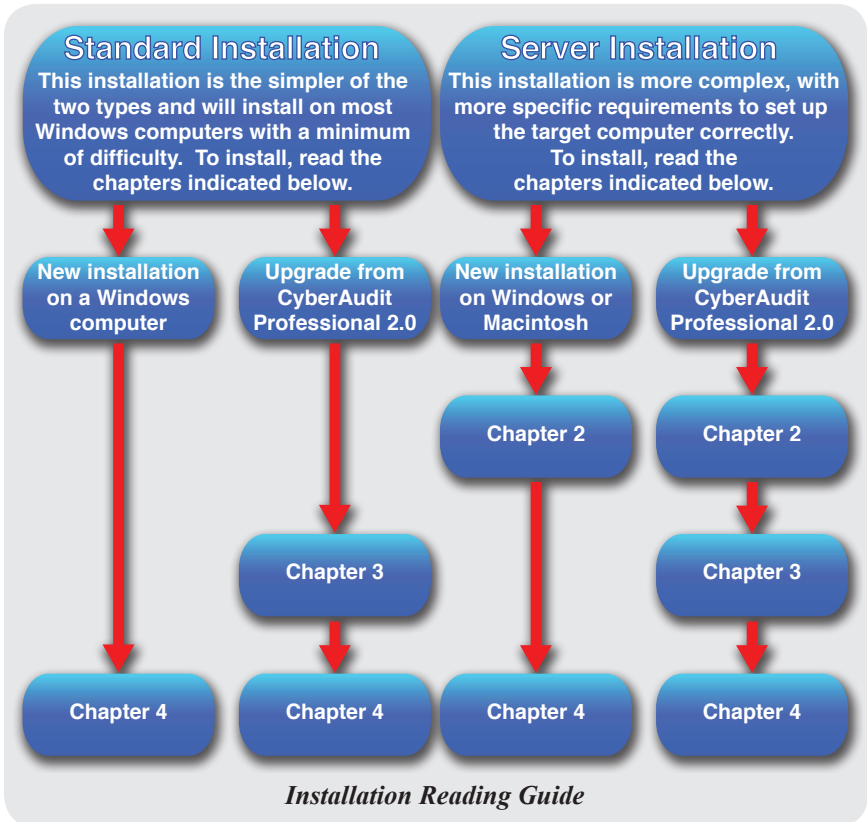 Standard Installation
This installation is the simpler of the
two types and will install on most
Windows computers with a minimum
of difficulty.  To install, read the
chapters indicated below.
Server Installation
This installation is more complex, with
more specific requirements to set up
the target computer correctly.
To install, read the
chapters indicated below.
New installation
on a Windows
computer
Upgrade from
CyberAudit
Professional 2.0
New installation
on Windows or
Macintosh
Upgrade from
CyberAudit
Professional 2.0
Chapter 2
Chapter 2
Chapter 3
Chapter 3
Chapter 4
Chapter 4
Chapter 4
Chapter 4
Installation Reading Guide